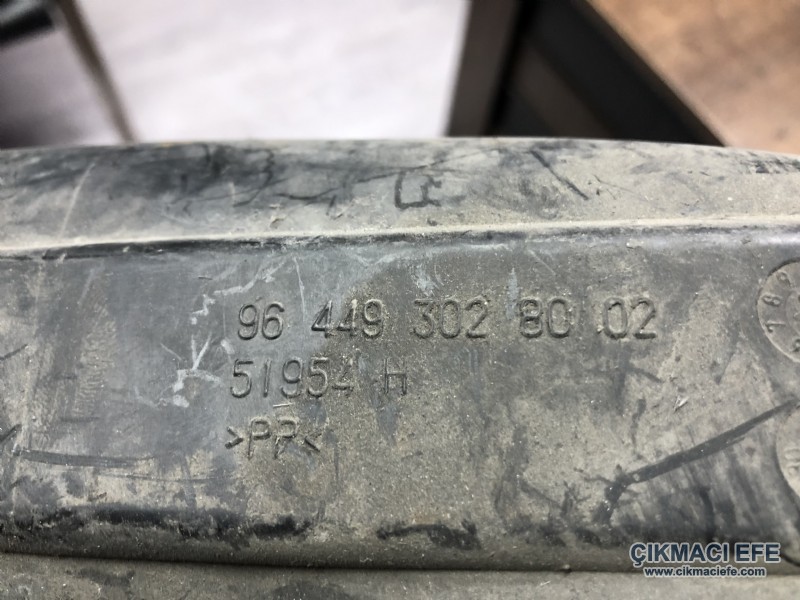 96 449 302 80 02
51954 H
>PP<
ÇIKMACI EFE
www.cikmaciefe.com